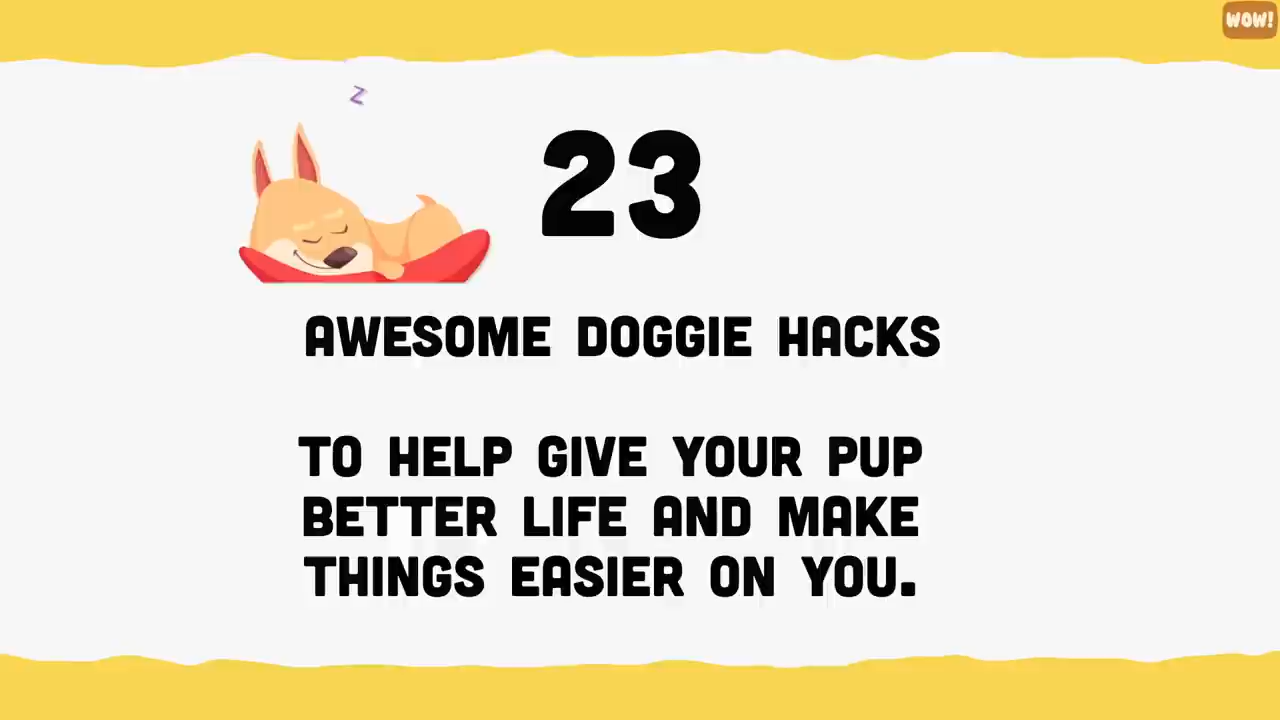 WOW!
Z
23
AWESOME DOGGIE HACKS
TO HELP GIVE YOUR PUP
BETTER LIFE AND MAKE
THINGS EASIER ON YOU.